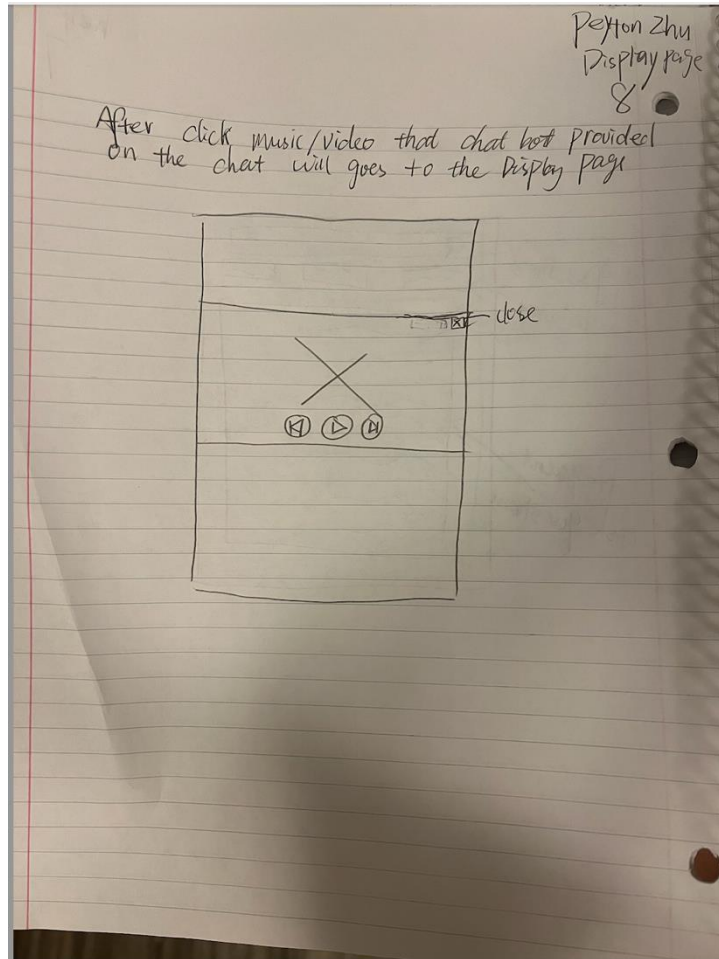 Peyton Zhu
Display page
8
After click music/video that chat bot provided
on the chat will goes to the Display page
close